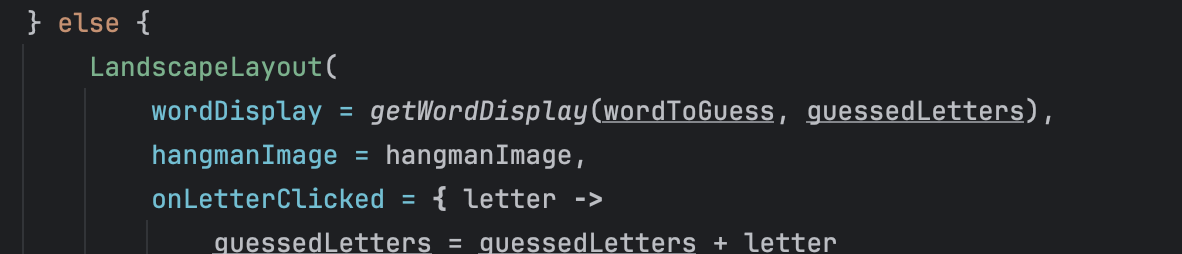 } else {
LandscapeLayout(
wordDisplay = getWordDisplay(wordToGuess, guessedLetters),
hangmanImage = hangmanImage,
onLetterClicked = { letter ->
guessedLetters = guessedLetters + letter